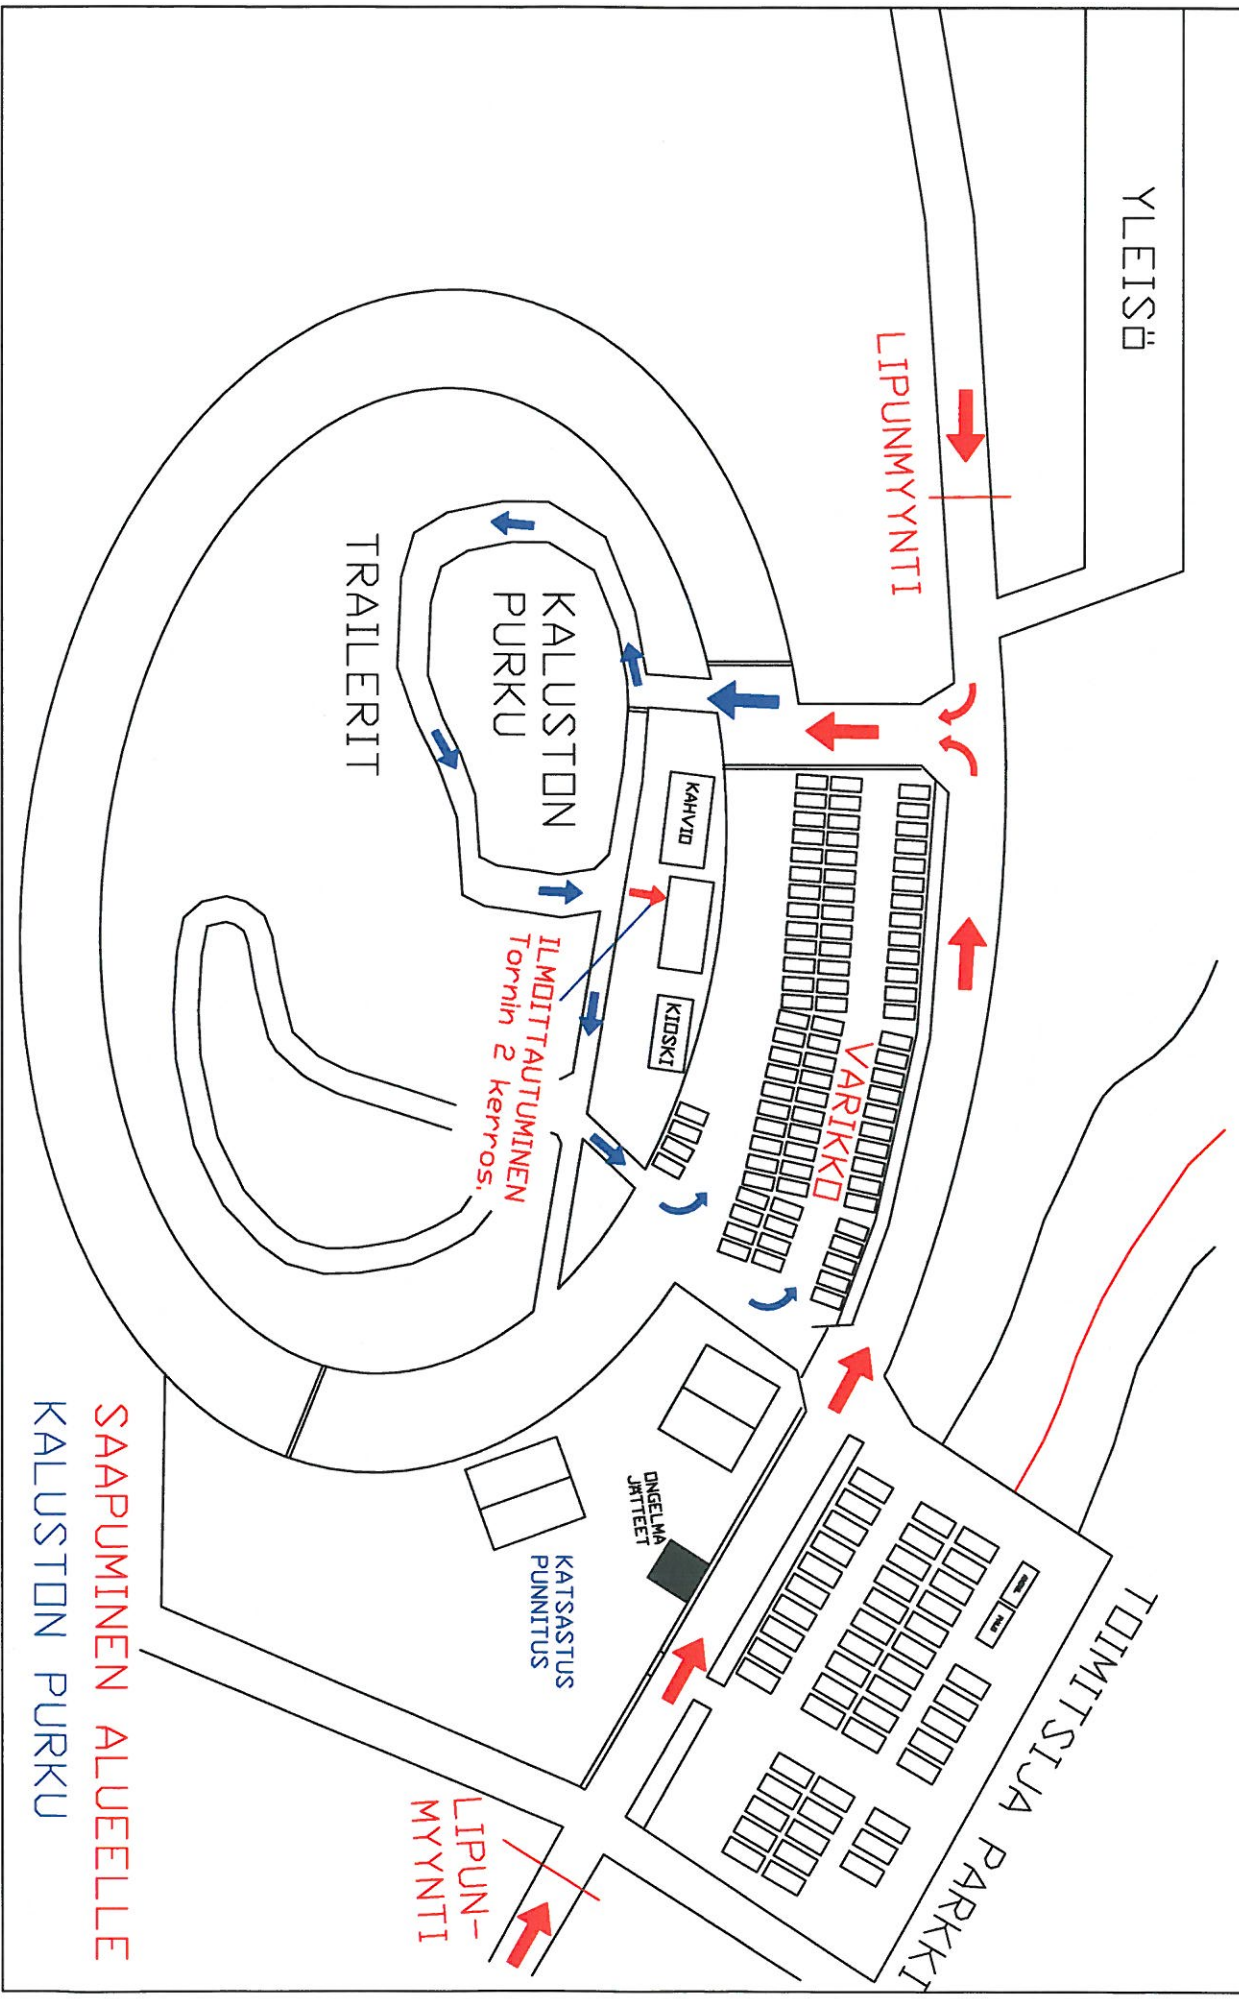 YLEISÖ
LIPUNMYYNTI
KALUSTON
PURKU
TRAILERIT
KAHVIO
KIOSKI
VARIKKO
ILMOITTAUTUMINEN
Tornin 2 kerros.
ONGELMA
JÄTTEET
KATSASTUS
PUNNITUS
TOIMITSIJA PARKKI
LIPUN-
MYYNTI
SAAPUMINEN ALUEELLE
KALUSTON PURKU